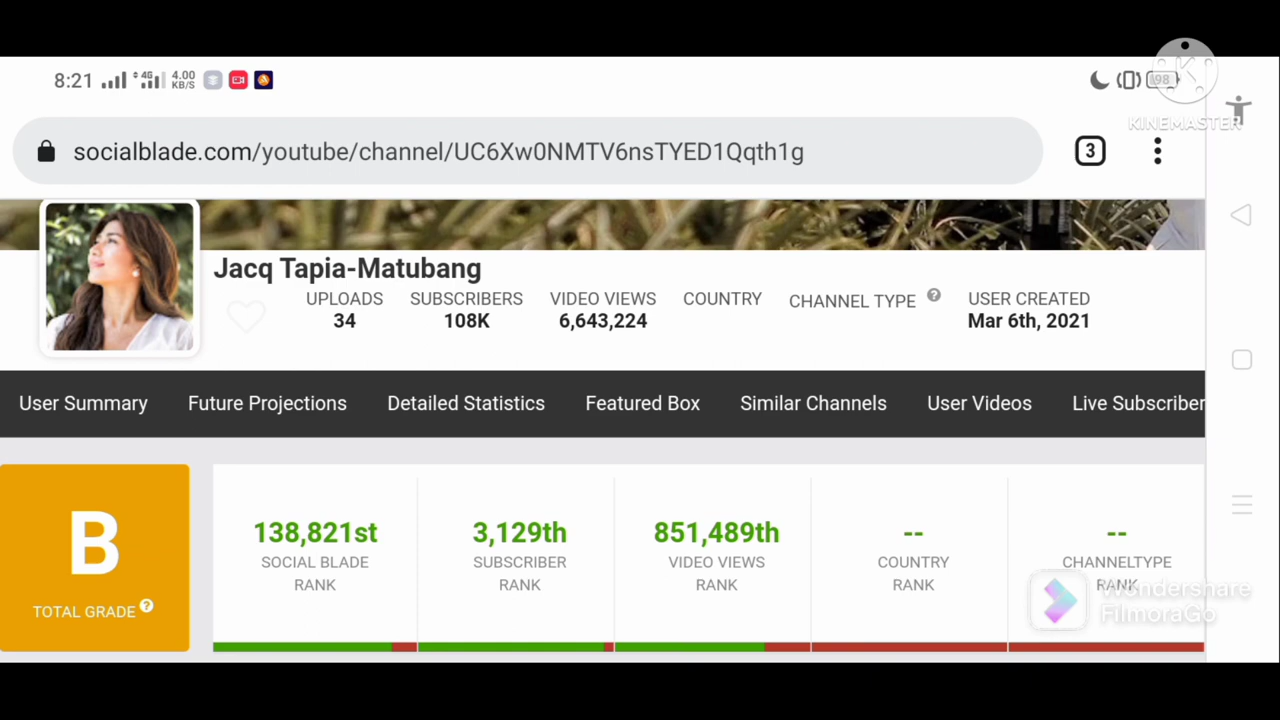 8:21 4G 4.00 KB/S 98
KINEMASTER
socialblade.com/youtube/channel/UC6Xw0NMTV6nsTYED1Qqth1g 3
Jacq Tapia-Matubang
UPLOADS SUBSCRIBERS VIDEO VIEWS COUNTRY CHANNEL TYPE ? USER CREATED
34 108K 6,643,224 Mar 6th, 2021
User Summary Future Projections Detailed Statistics Featured Box Similar Channels User Videos Live Subscriber
B
TOTAL GRADE ?
138,821st 3,129th 851,489th -- --
SOCIAL BLADE SUBSCRIBER VIDEO VIEWS COUNTRY CHANNELTYPE
RANK RANK RANK RANK RANK
Wondershare
FilmoraGo